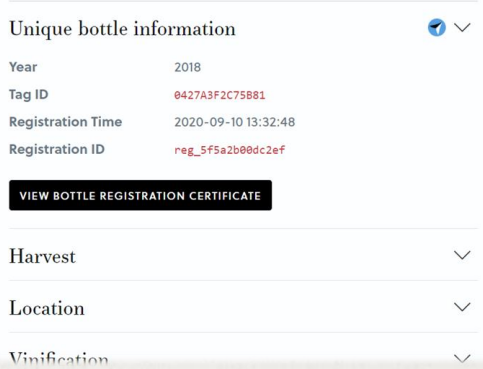 Unique bottle information
Year 2018
Tag ID 0427A3F2C75B81
Registration Time 2020-09-10 13:32:48
Registration ID reg_5f5a2b00dc2ef
VIEW BOTTLE REGISTRATION CERTIFICATE
Harvest
Location
Vinification